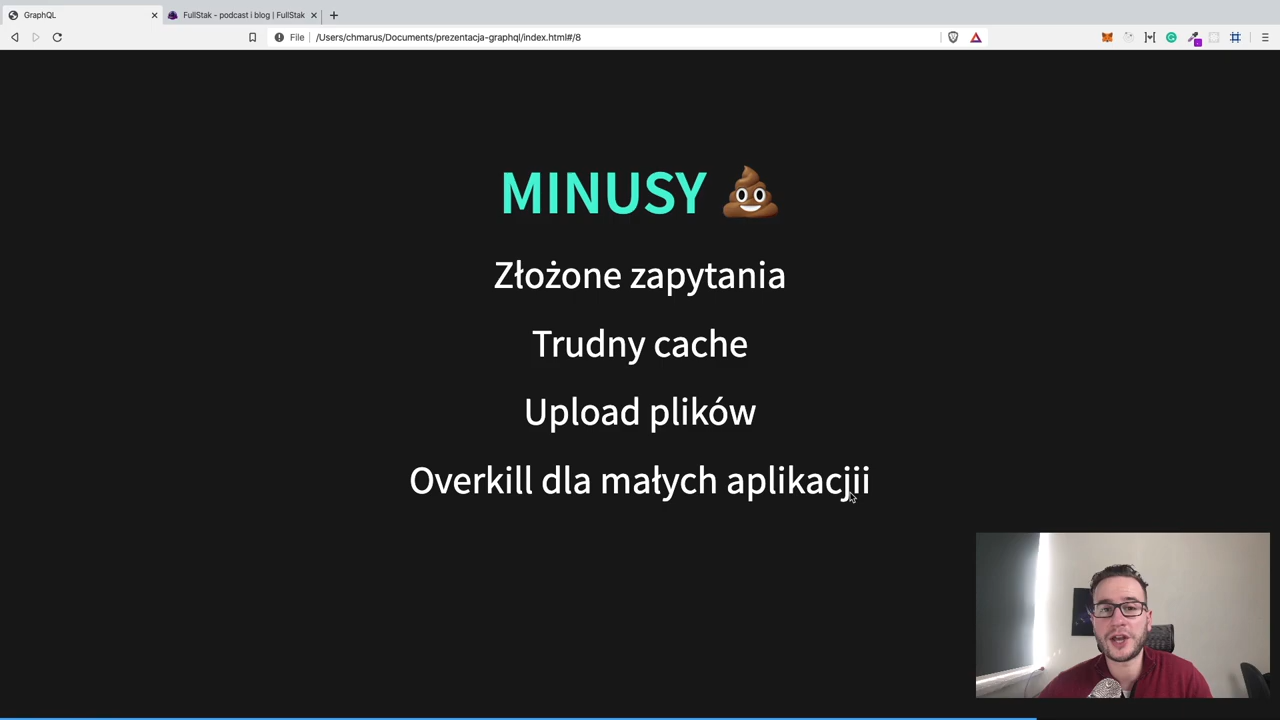 GraphQL
FullStak - podcast i blog | FullStak
File
/Users/chmarus/Documents/prezentacja-graphql/index.html#/8
MINUSY
Złożone zapytania
Trudny cache
Upload plików
Overkill dla małych aplikacjii